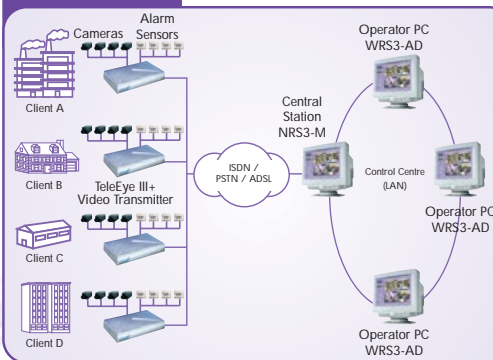 Cameras
Alarm
Sensors
Client A
Client B
TeleEye III+
Video Transmitter
Client C
Client D
ISDN /
PSTN / ADSL
Central
Station
NRS3-M
Operator PC
WRS3-AD
Control Centre
(LAN)
Operator PC
WRS3-AD
Operator PC
WRS3-AD